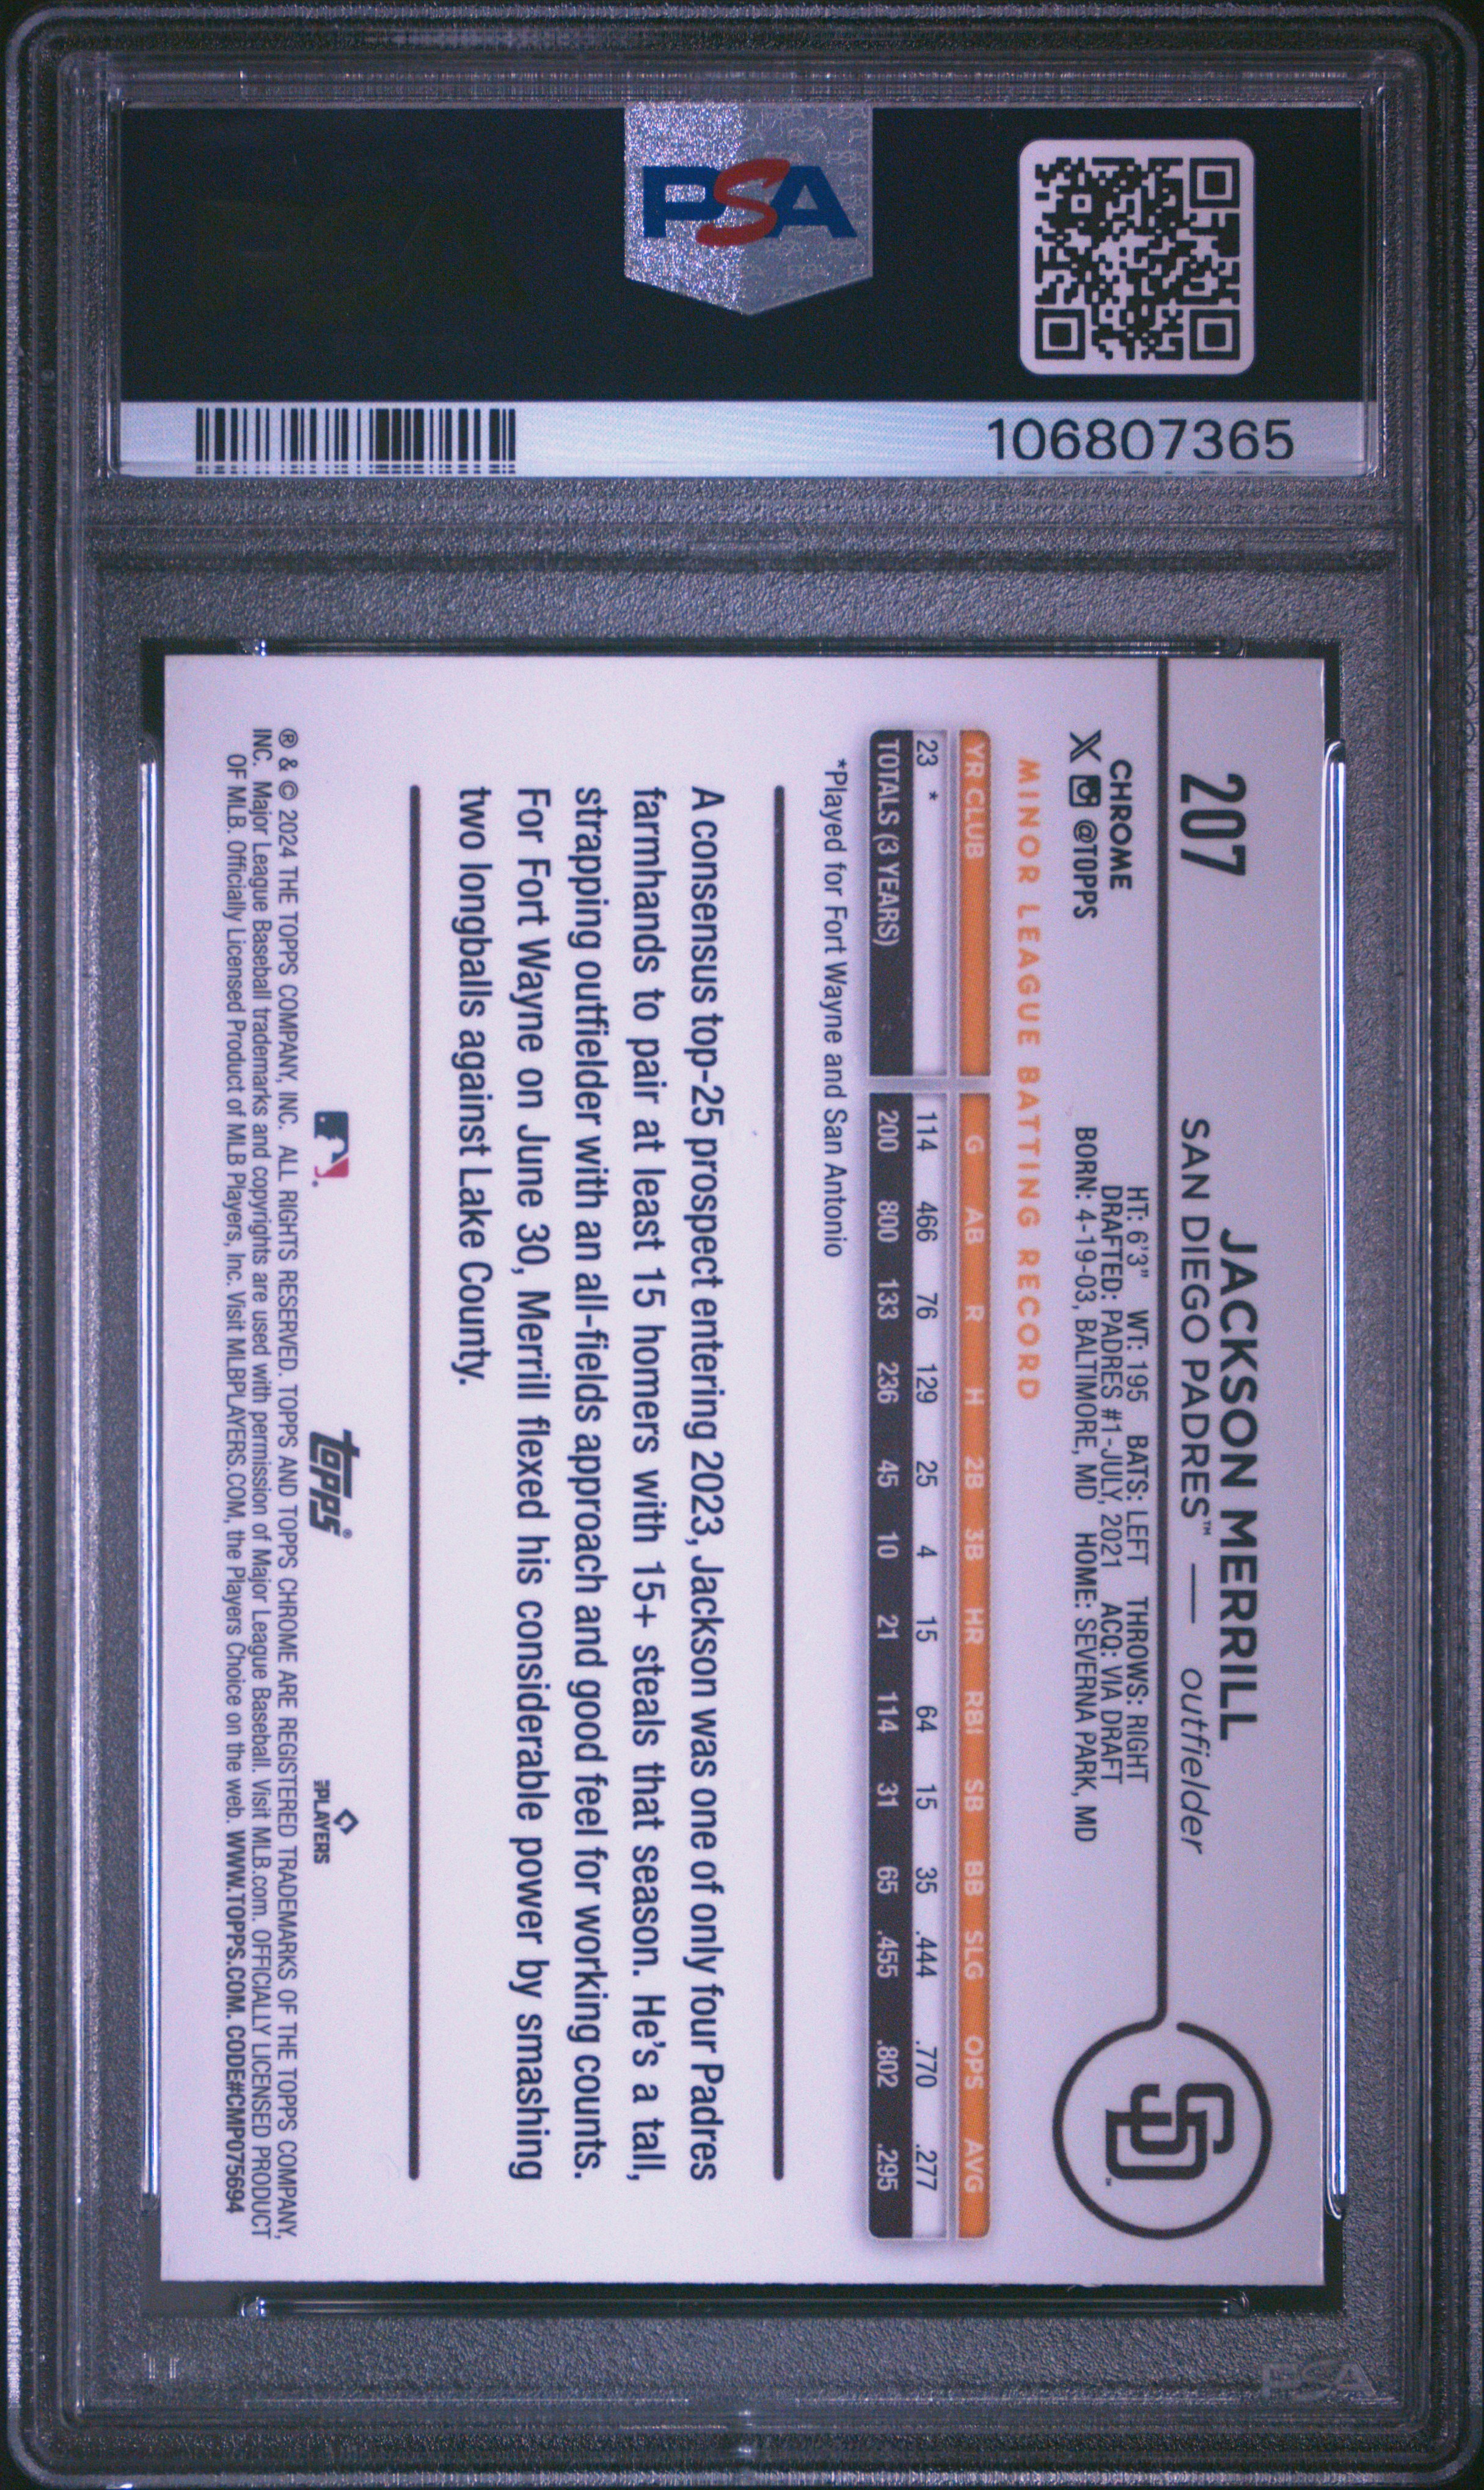 PSA
106807365
207
JACKSON MERRILL
SAN DIEGO PADRES™ — outfielder
HT: 6'3" WT: 195 BATS: LEFT THROWS: RIGHT
DRAFTED: PADRES #1-JULY, 2021 ACQ: VIA DRAFT
BORN: 4-19-03, BALTIMORE, MD HOME: SEVERNA PARK, MD
CHROME
X @TOPPS
SD™
MINOR LEAGUE BATTING RECORD
YR CLUB G AB R H 2B 3B HR RBI SB BB SLG OPS AVG
23 * 114 466 76 129 25 4 15 64 15 35 .444 .770 .277
TOTALS (3 YEARS) 200 800 133 236 45 10 21 114 31 65 .455 .802 .295
*Played for Fort Wayne and San Antonio
A consensus top-25 prospect entering 2023, Jackson was one of only four Padres
farmhands to pair at least 15 homers with 15+ steals that season. He's a tall,
strapping outfielder with an all-fields approach and good feel for working counts.
For Fort Wayne on June 30, Merrill flexed his considerable power by smashing
two longballs against Lake County.
topps®
PLAYERS
® & © 2024 THE TOPPS COMPANY, INC. ALL RIGHTS RESERVED. TOPPS AND TOPPS CHROME ARE REGISTERED TRADEMARKS OF THE TOPPS COMPANY,
INC. Major League Baseball trademarks and copyrights are used with permission of Major League Baseball. Visit MLB.com. OFFICIALLY LICENSED PRODUCT
OF MLB. Officially Licensed Product of MLB Players, Inc. Visit MLBPLAYERS.COM, the Players Choice on the web. WWW.TOPPS.COM. CODE#CMP075694
PSA